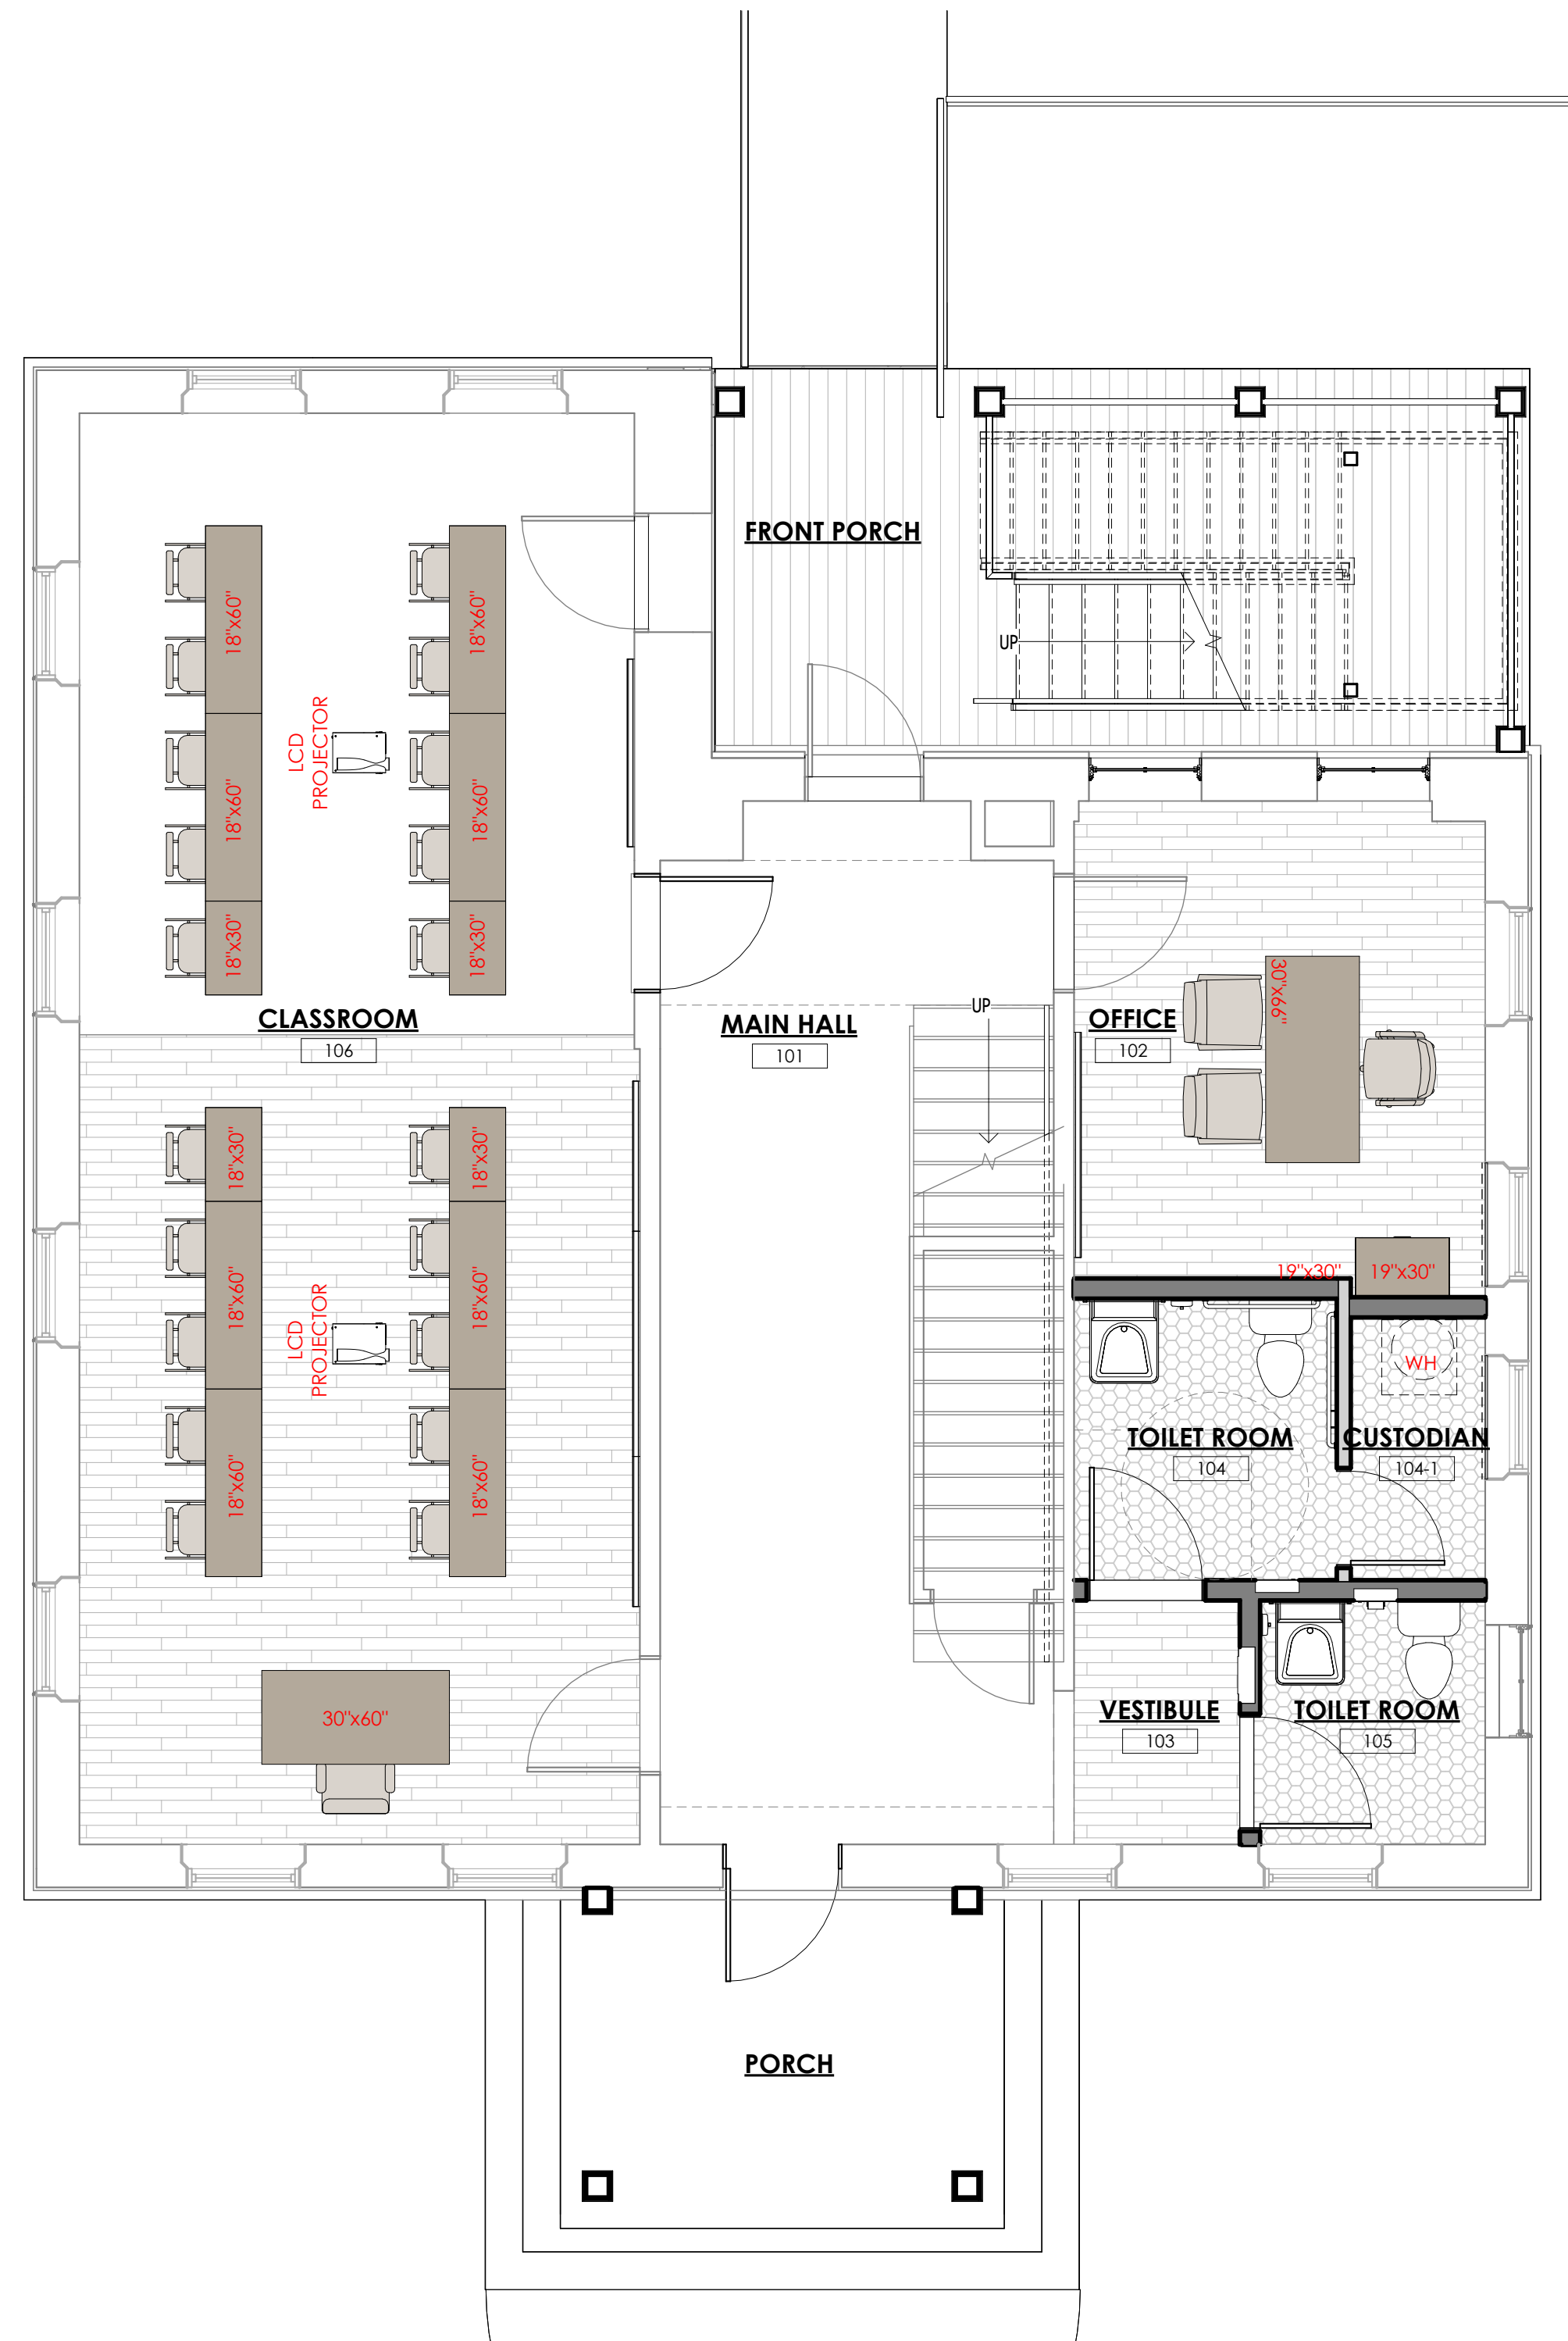 FRONT PORCH
18"x60"
18"x60"
UP
LCD
PROJECTOR
18"x60"
18"x60"
18"x30"
18"x30"
30"x66"
UP
CLASSROOM
106
MAIN HALL
101
OFFICE
102
18"x30"
18"x30"
18"x60"
18"x60"
LCD
PROJECTOR
19"x30"
19"x30"
WH
TOILET ROOM
104
CUSTODIAN
104-1
18"x60"
18"x60"
30"x60"
VESTIBULE
103
TOILET ROOM
105
PORCH